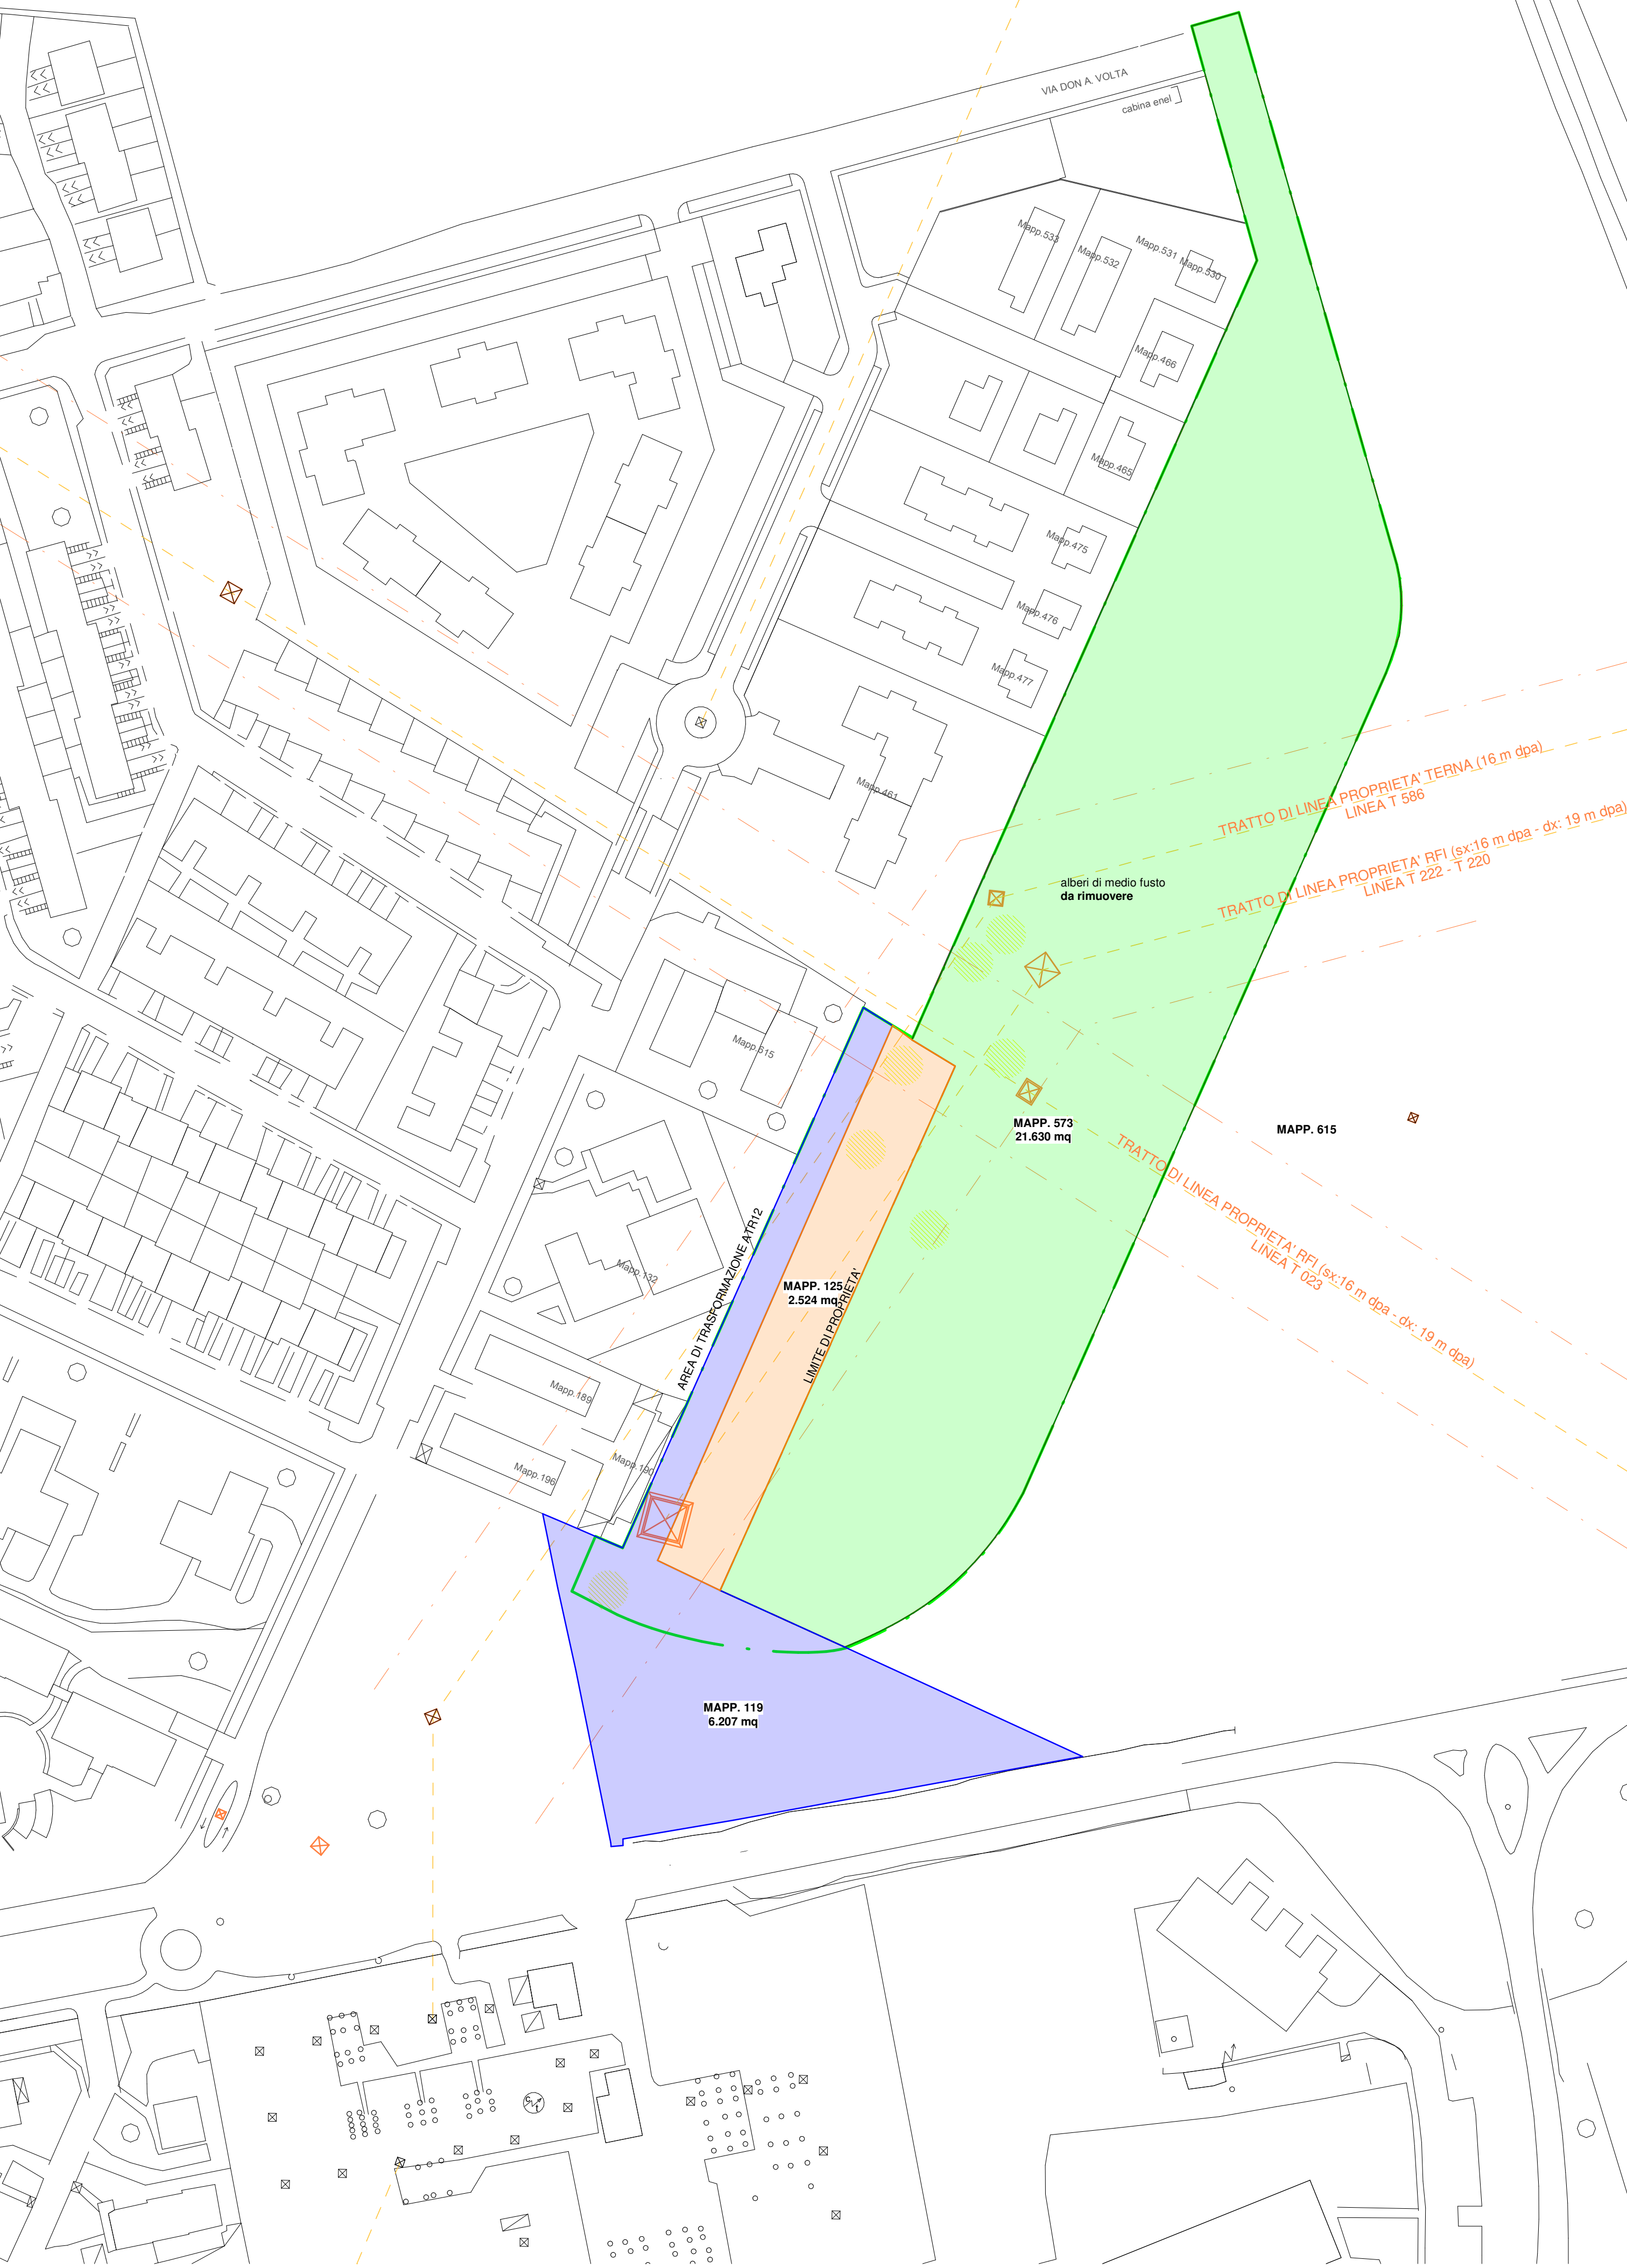 VIA DON A. VOLTA
cabina enel
Mapp.533
Mapp.532
Mapp.531
Mapp.530
Mapp.466
Mapp.465
Mapp.475
Mapp.476
Mapp.477
Mapp.461
TRATTO DI LINEA PROPRIETA' TERNA (16 m dpa)
LINEA T 586
TRATTO DI LINEA PROPRIETA' RFI (sx:16 m dpa - dx: 19 m dpa)
LINEA T 222 - T 220
alberi di medio fusto
da rimuovere
Mapp.615
MAPP. 573
21.630 mq
MAPP. 615
TRATTO DI LINEA PROPRIETA' RFI (sx:16 m dpa - dx: 19 m dpa)
LINEA T 023
Mapp.132
AREA DI TRASFORMAZIONE ATR12
MAPP. 125
2.524 mq
LIMITE DI PROPRIETA'
Mapp.189
Mapp.190
Mapp.196
MAPP. 119
6.207 mq